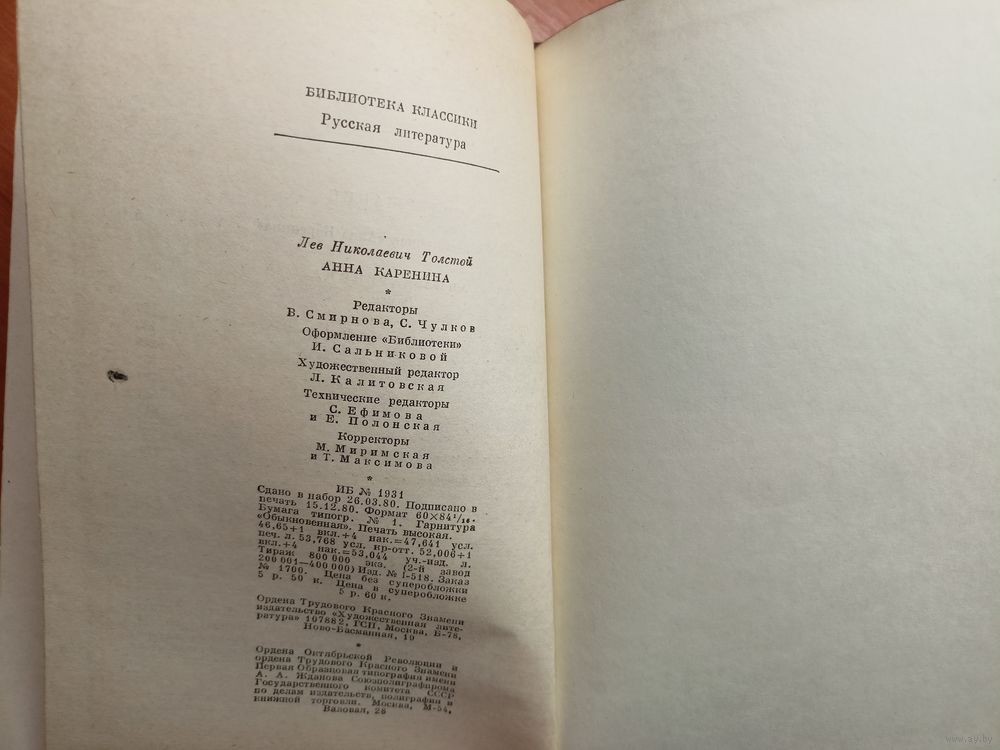 БИБЛИОТЕКА КЛАССИКИ
Русская литература
Лев Николаевич Толстой
АННА КАРЕНИНА
*
Редакторы
В. Смирнова, С. Чулков
Оформление «Библиотеки»
И. Сальниковой
Художественный редактор
Л. Калитовская
Технические редакторы
С. Ефимова
и Е. Полонская
Корректоры
М. Миримская
и Т. Максимова
*
ИБ № 1931
Сдано в набор 26.03.80. Подписано в
печать 15.12.80. Формат 60×84¹/₁₆.
Бумага типогр. № 1. Гарнитура
«Обыкновенная». Печать высокая.
46,65+1 вкл.+4 нак.=47,641 усл.
печ. л. 53,768 усл. кр-отт. 52,006+1
вкл.+4 нак.=53,044 уч.-изд. л.
Тираж 800 000 экз. (2-й завод
200 001—400 000) Изд. № I-518. Заказ
№ 1700. Цена без суперобложки
5 р. 50 к. Цена в суперобложке
5 р. 60 к.
Ордена Трудового Красного Знамени
издательство «Художественная лите-
ратура» 107882, ГСП, Москва, Б-78,
Ново-Басманная, 19
*
Ордена Октябрьской Революции и
ордена Трудового Красного Знамени
Первая Образцовая типография имени
А. А. Жданова Союзполиграфпрома
Государственного комитета СССР
по делам издательств, полиграфии и
книжной торговли. Москва, М-54,
Валовая, 28
www.ay.by